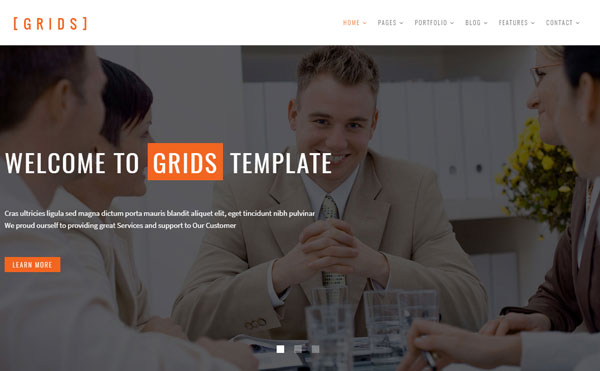 [GRIDS]
HOME PAGES PORTFOLIO BLOG FEATURES CONTACT
WELCOME TO GRIDS TEMPLATE
Cras ultricies ligula sed magna dictum porta mauris blandit aliquet elit, eget tincidunt nibh pulvinar
We proud ourself to providing great Services and support to Our Customer
LEARN MORE